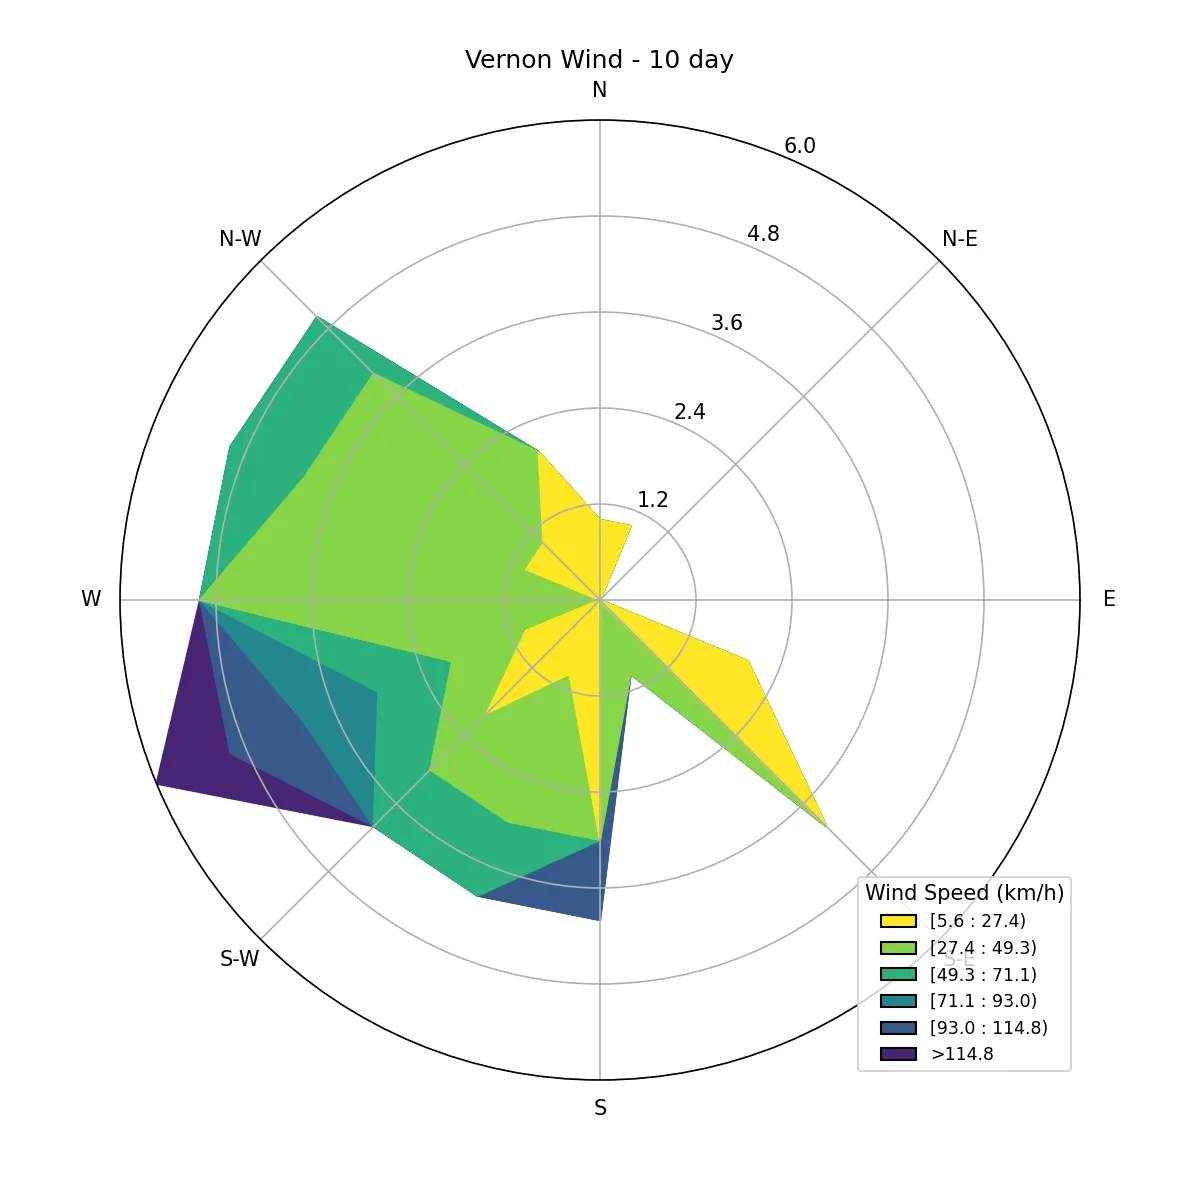 Vernon Wind - 10 day
N
6.0
N-W
4.8
N-E
3.6
2.4
1.2
W
E
S-W
S-E
S
Wind Speed (km/h)
[5.6 : 27.4)
[27.4 : 49.3)
[49.3 : 71.1)
[71.1 : 93.0)
[93.0 : 114.8)
>114.8